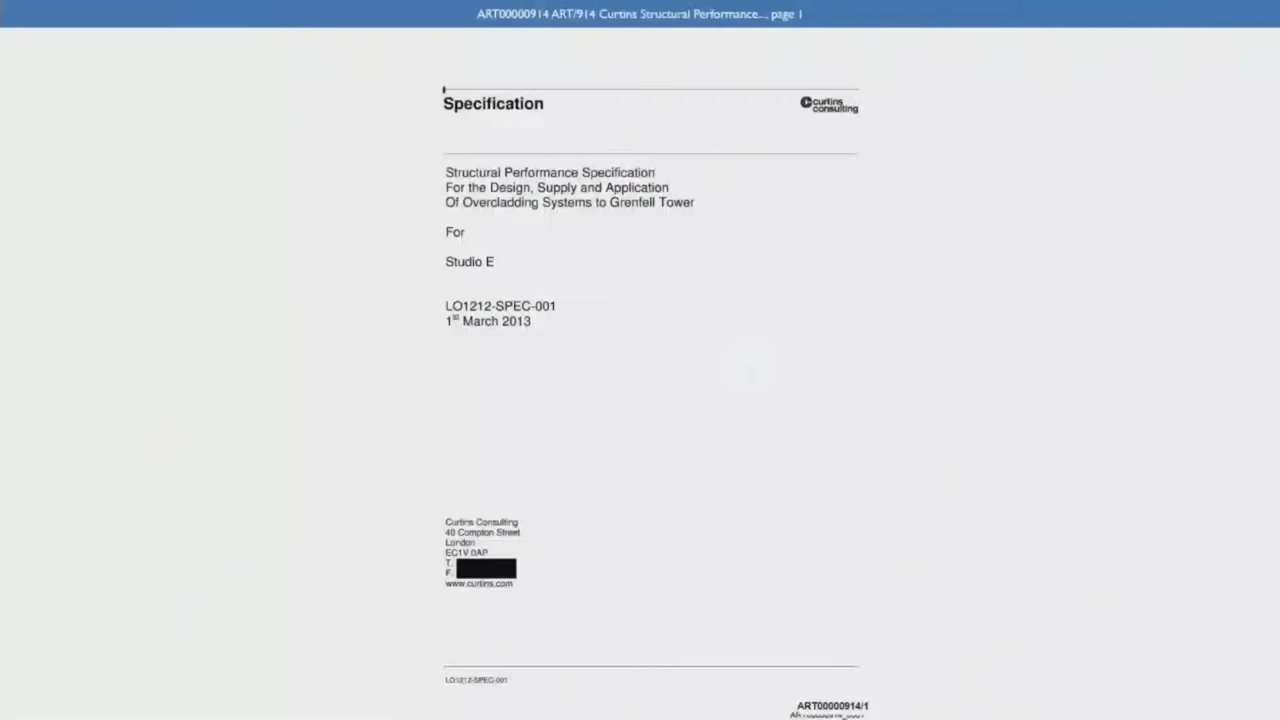 ART00000914 ART/914 Curtins Structural Performance..., page 1
Specification
curtins
consulting
Structural Performance Specification
For the Design, Supply and Application
Of Overcladding Systems to Grenfell Tower
For
Studio E
LO1212-SPEC-001
1st March 2013
Curtins Consulting
40 Compton Street
London
EC1V 0AP
T.
F.
www.curtins.com
LO1212-SPEC-001
ART00000914/1